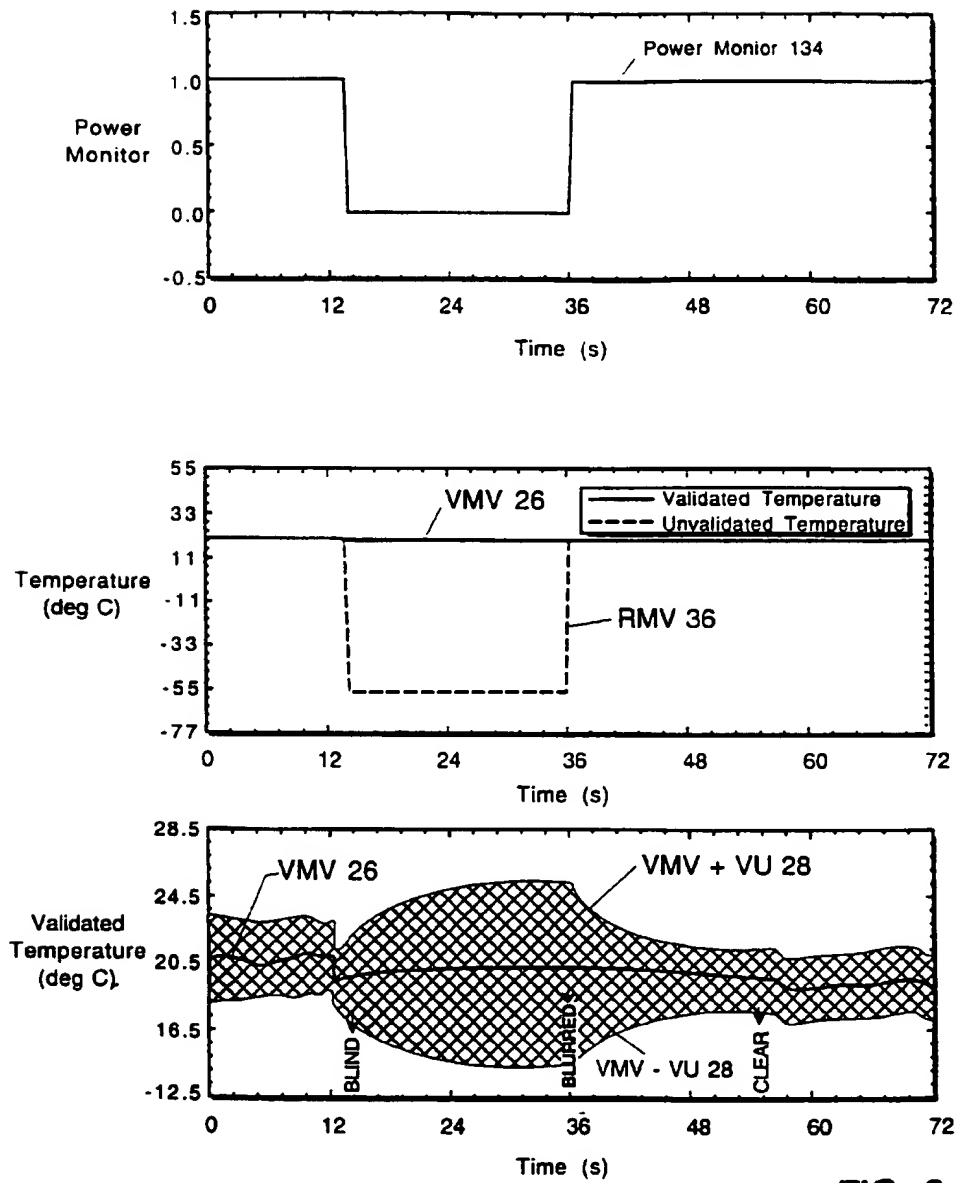 1.5
Power Monior 134
1.0
Power
Monitor
0.5
0.0
-0.5
0 12 24 36 48 60 72
Time (s)
55
VMV 26
Validated Temperature
Unvalidated Temperature
33
11
Temperature
(deg C)
-11
RMV 36
-33
-55
-77
0 12 24 36 48 60 72
Time (s)
28.5
VMV 26
VMV + VU 28
24.5
Validated
Temperature
(deg C).
20.5
16.5
BLIND
BLURRED
CLEAR
VMV - VU 28
-12.5
0 12 24 36 48 60 72
Time (s)